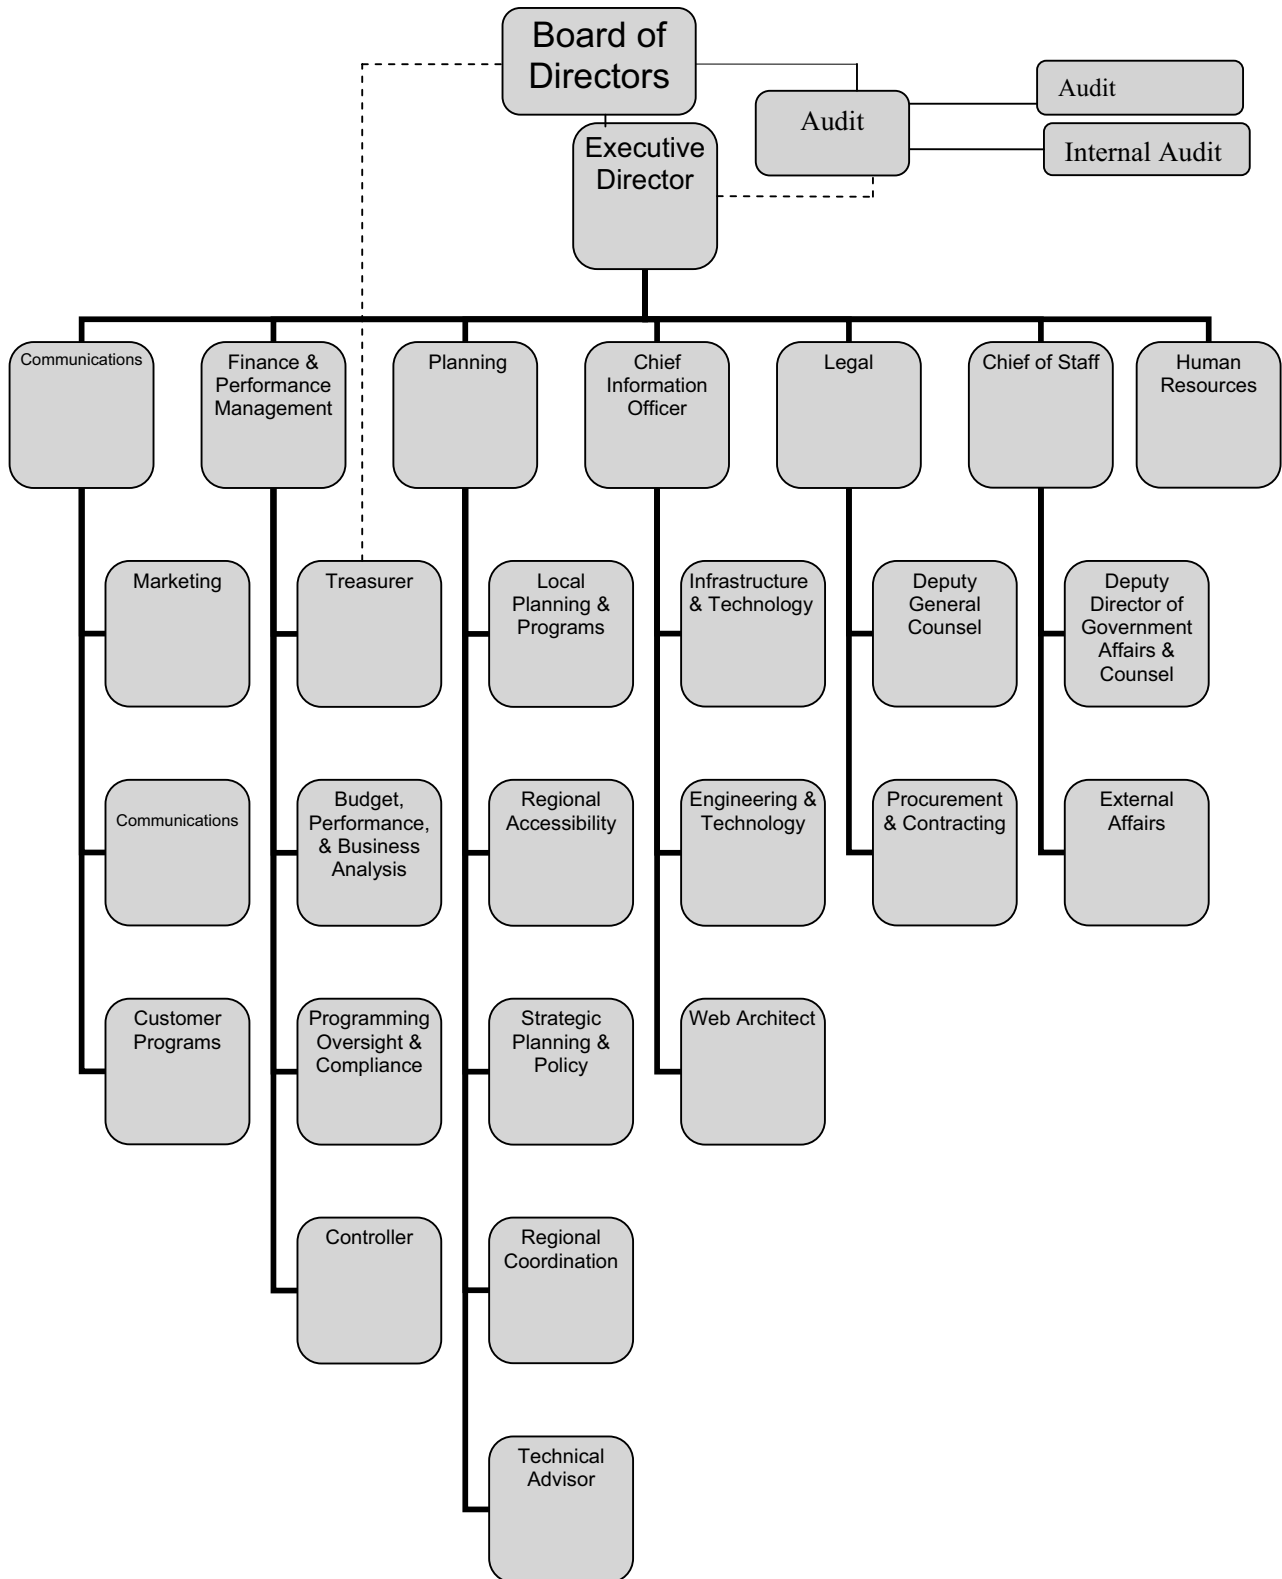 Board of
Directors
Audit
Audit
Internal Audit
Executive
Director
Communications
Finance &
Performance
Management
Planning
Chief
Information
Officer
Legal
Chief of Staff
Human
Resources
Marketing
Treasurer
Local
Planning &
Programs
Infrastructure
& Technology
Deputy
General
Counsel
Deputy
Director of
Government
Affairs &
Counsel
Communications
Budget,
Performance,
& Business
Analysis
Regional
Accessibility
Engineering &
Technology
Procurement
& Contracting
External
Affairs
Customer
Programs
Programming
Oversight &
Compliance
Strategic
Planning &
Policy
Web Architect
Controller
Regional
Coordination
Technical
Advisor